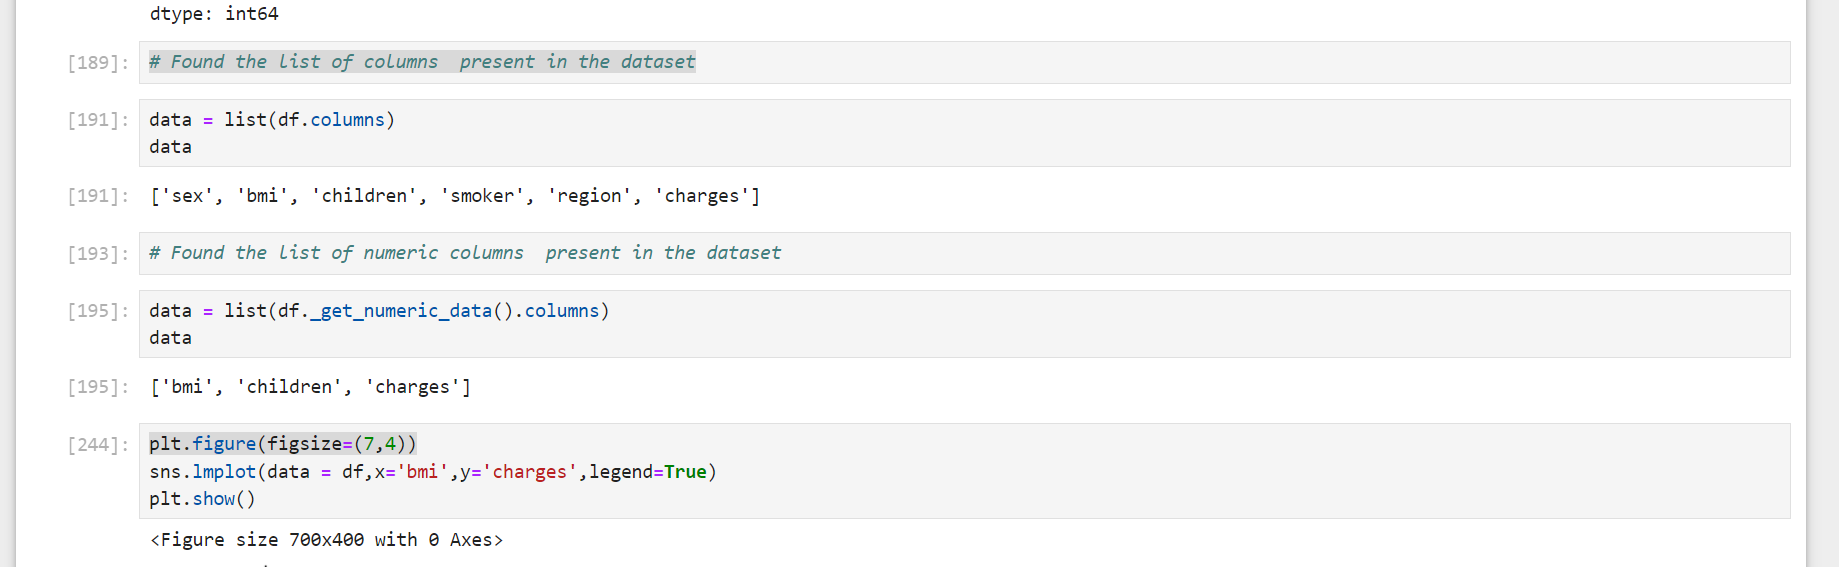 dtype: int64
[189]: # Found the list of columns  present in the dataset
[191]: data = list(df.columns)
data
[191]: ['sex', 'bmi', 'children', 'smoker', 'region', 'charges']
[193]: # Found the list of numeric columns  present in the dataset
[195]: data = list(df._get_numeric_data().columns)
data
[195]: ['bmi', 'children', 'charges']
[244]: plt.figure(figsize=(7,4))
sns.lmplot(data = df,x='bmi',y='charges',legend=True)
plt.show()
<Figure size 700x400 with 0 Axes>